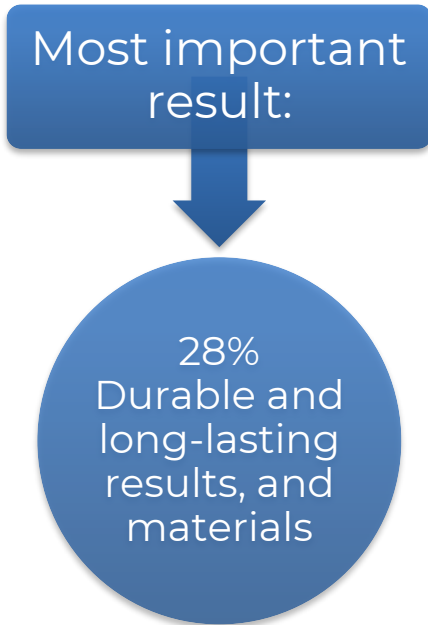 Most important
result:
28%
Durable and
long-lasting
results, and
materials